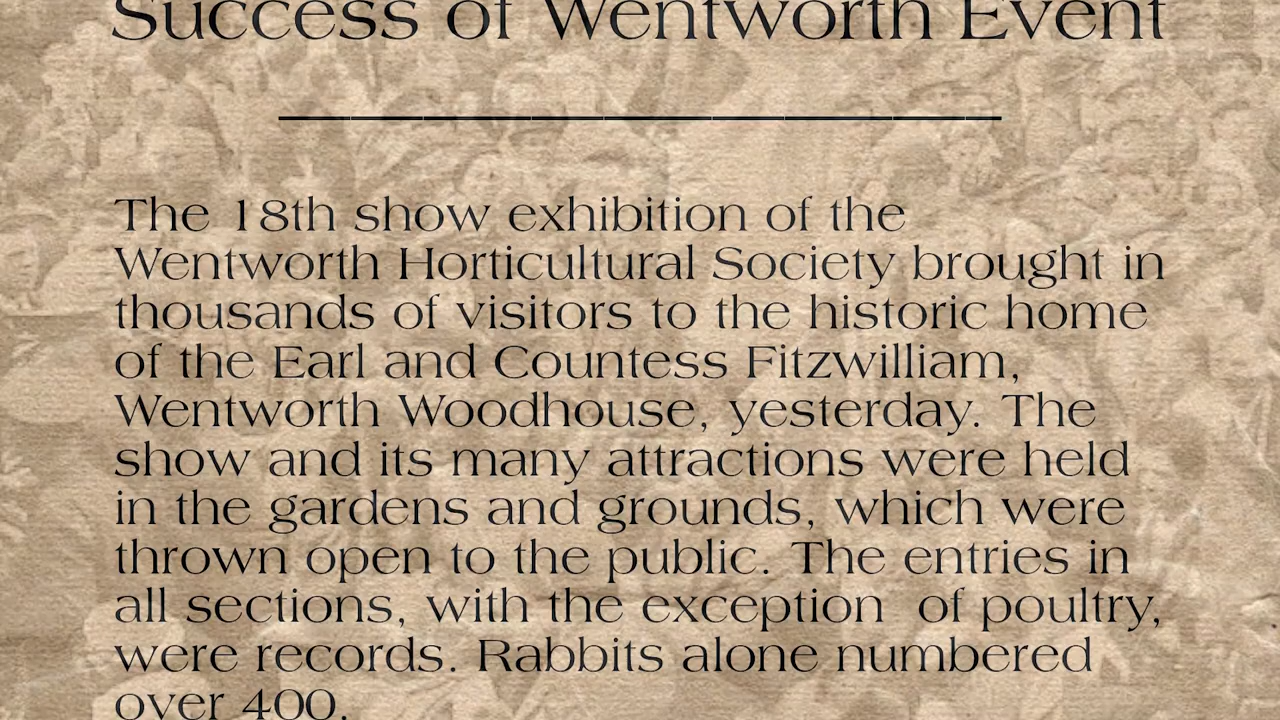 Success of Wentworth Event
The 18th show exhibition of the
Wentworth Horticultural Society brought in
thousands of visitors to the historic home
of the Earl and Countess Fitzwilliam,
Wentworth Woodhouse, yesterday. The
show and its many attractions were held
in the gardens and grounds, which were
thrown open to the public. The entries in
all sections, with the exception  of poultry,
were records. Rabbits alone numbered
over 400.